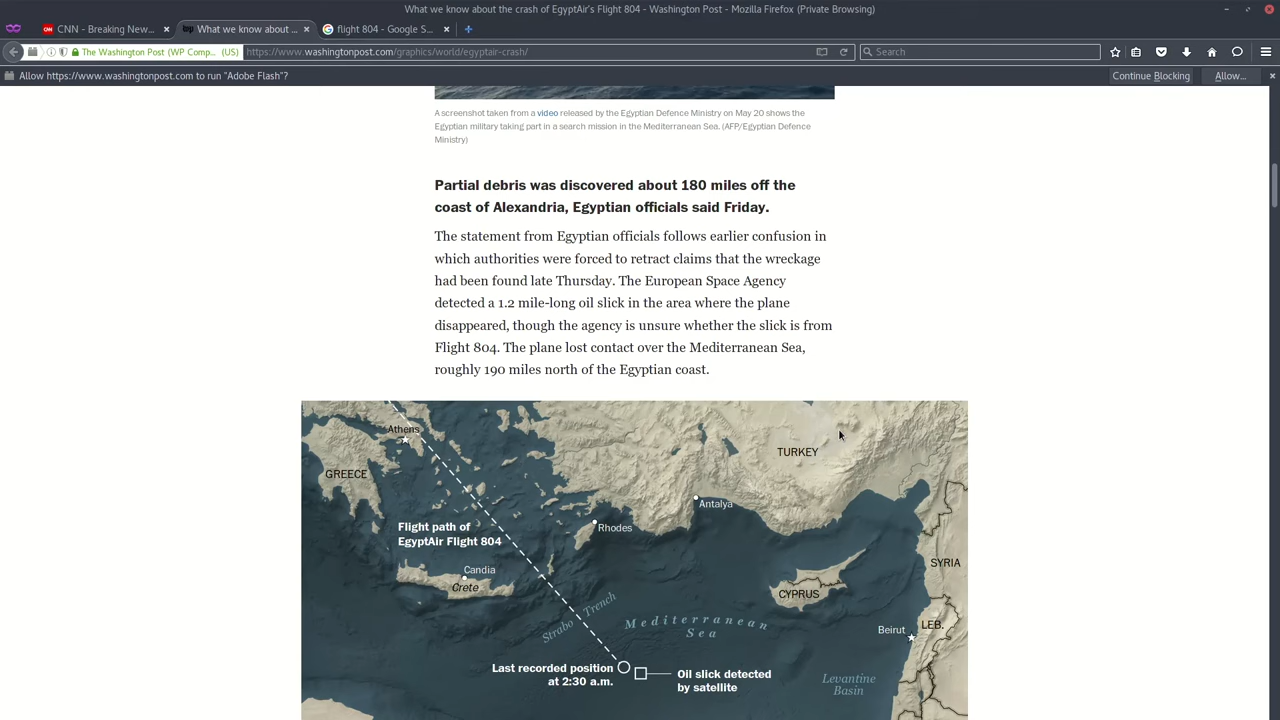 What we know about the crash of EgyptAir's Flight 804 - Washington Post - Mozilla Firefox (Private Browsing)
CNN - Breaking New... × What we know about ... × flight 804 - Google S... ×
The Washington Post (WP Comp... (US) https://www.washingtonpost.com/graphics/world/egyptair-crash/ Search
Allow https://www.washingtonpost.com to run "Adobe Flash"? Continue Blocking Allow...
A screenshot taken from a video released by the Egyptian Defence Ministry on May 20 shows the
Egyptian military taking part in a search mission in the Mediterranean Sea. (AFP/Egyptian Defence
Ministry)
Partial debris was discovered about 180 miles off the
coast of Alexandria, Egyptian officials said Friday.
The statement from Egyptian officials follows earlier confusion in
which authorities were forced to retract claims that the wreckage
had been found late Thursday. The European Space Agency
detected a 1.2 mile-long oil slick in the area where the plane
disappeared, though the agency is unsure whether the slick is from
Flight 804. The plane lost contact over the Mediterranean Sea,
roughly 190 miles north of the Egyptian coast.
Athens
TURKEY
GREECE
Antalya
Rhodes
Flight path of
EgyptAir Flight 804
SYRIA
Candia
Crete
CYPRUS
Strabo Trench
Mediterranean
Sea
Beirut
LEB.
Last recorded position
at 2:30 a.m.
Oil slick detected
by satellite
Levantine
Basin